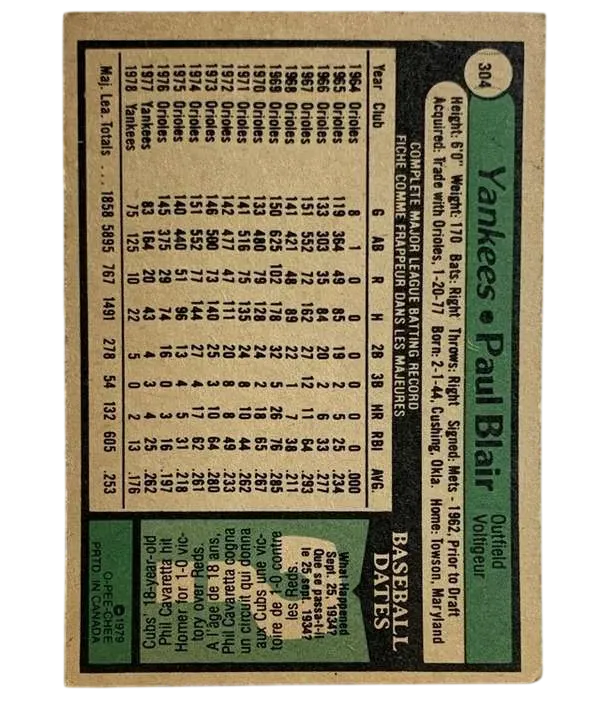 304
Yankees • Paul Blair
Outfield
Voltigeur
Height: 6'0" Weight: 170 Bats: Right Throws: Right Signed: Mets - 1962, Prior to Draft
Acquired: Trade with Orioles, 1-20-77 Born: 2-1-44, Cushing, Okla. Home: Towson, Maryland
COMPLETE MAJOR LEAGUE BATTING RECORD
FICHE COMME FRAPPEUR DANS LES MAJEURES
Year Club G AB R H 2B 3B HR RBI AVG.
1964 Orioles 8 1 0 0 0 0 0 0 .000
1965 Orioles 119 364 49 85 19 2 5 25 .234
1966 Orioles 133 303 35 84 20 2 6 33 .277
1967 Orioles 151 552 72 162 27 12 11 64 .293
1968 Orioles 141 421 48 89 22 1 7 38 .211
1969 Orioles 150 625 102 178 32 5 26 76 .285
1970 Orioles 133 480 79 128 24 2 18 65 .267
1971 Orioles 141 516 75 135 24 8 10 44 .262
1972 Orioles 142 477 47 111 20 8 8 49 .233
1973 Orioles 146 500 73 140 25 3 10 64 .280
1974 Orioles 151 552 77 144 27 4 17 62 .261
1975 Orioles 140 440 51 96 13 4 5 31 .218
1976 Orioles 145 375 29 74 16 0 3 16 .197
1977 Yankees 83 164 20 43 4 3 4 25 .262
1978 Yankees 75 125 10 22 5 0 2 13 .176
Maj. Lea. Totals ... 1858 5895 767 1491 278 54 132 605 .253
BASEBALL
DATES
What Happened
Sept. 25, 1934?
Que se passa-t-il
le 25 sept. 1934?
Cubs' 18-year-old
Phil Cavaretta hit
Homer for 1-0 vic-
tory over Reds.
A l'âge de 18 ans,
Phil Cavaretta cogna
un circuit qui donna
aux Cubs une vic-
toire de 1-0 contre
les Reds.
©1979
O-PEE-CHEE
PRTD IN CANADA